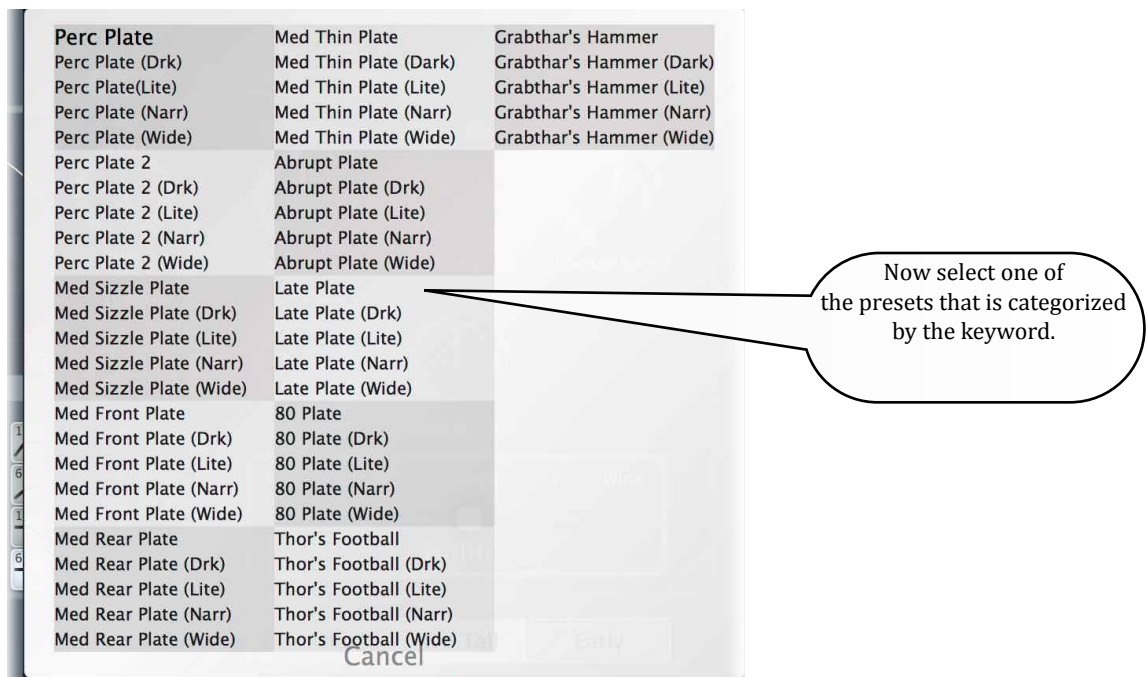 Perc Plate
Perc Plate (Drk)
Perc Plate(Lite)
Perc Plate (Narr)
Perc Plate (Wide)
Perc Plate 2
Perc Plate 2 (Drk)
Perc Plate 2 (Lite)
Perc Plate 2 (Narr)
Perc Plate 2 (Wide)
Med Sizzle Plate
Med Sizzle Plate (Drk)
Med Sizzle Plate (Lite)
Med Sizzle Plate (Narr)
Med Sizzle Plate (Wide)
Med Front Plate
Med Front Plate (Drk)
Med Front Plate (Lite)
Med Front Plate (Narr)
Med Front Plate (Wide)
Med Rear Plate
Med Rear Plate (Drk)
Med Rear Plate (Lite)
Med Rear Plate (Narr)
Med Rear Plate (Wide)
Med Thin Plate
Med Thin Plate (Dark)
Med Thin Plate (Lite)
Med Thin Plate (Narr)
Med Thin Plate (Wide)
Abrupt Plate
Abrupt Plate (Drk)
Abrupt Plate (Lite)
Abrupt Plate (Narr)
Abrupt Plate (Wide)
Late Plate
Late Plate (Drk)
Late Plate (Lite)
Late Plate (Narr)
Late Plate (Wide)
80 Plate
80 Plate (Drk)
80 Plate (Lite)
80 Plate (Narr)
80 Plate (Wide)
Thor's Football
Thor's Football (Drk)
Thor's Football (Lite)
Thor's Football (Narr)
Thor's Football (Wide)
Grabthar's Hammer
Grabthar's Hammer (Dark)
Grabthar's Hammer (Lite)
Grabthar's Hammer (Narr)
Grabthar's Hammer (Wide)
Cancel
Early
Now select one of
the presets that is categorized
by the keyword.